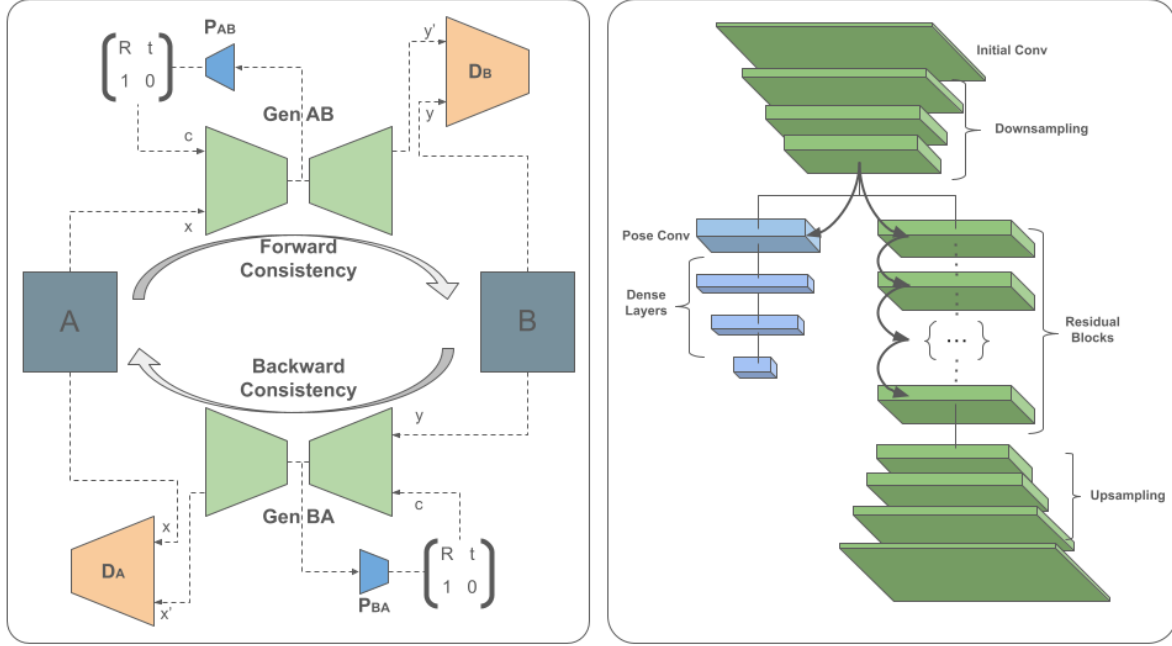 PAB
R t
1 0
y'
DB
Gen AB
y
c
x
Forward
Consistency
A
B
Backward
Consistency
y
Gen BA
c
x
DA
x'
R t
1 0
PBA
Initial Conv
Downsampling
Pose Conv
Dense
Layers
{ ... }
Residual
Blocks
Upsampling